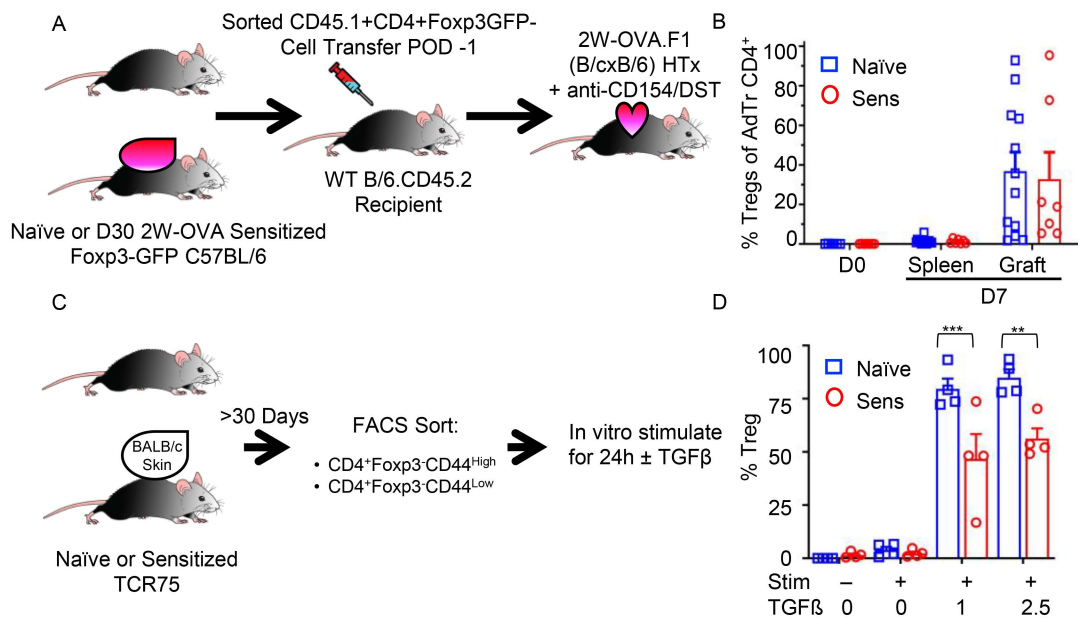 A
Sorted CD45.1+CD4+Foxp3GFP-
Cell Transfer POD -1
2W-OVA.F1
(B/cxB/6) HTx
+ anti-CD154/DST
WT B/6.CD45.2
Recipient
Naïve or D30 2W-OVA Sensitized
Foxp3-GFP C57BL/6
B
% Tregs of AdTr CD4⁺
100
80
60
40
20
0
Naïve
Sens
D0
Spleen
Graft
D7
C
BALB/c
Skin
Naïve or Sensitized
TCR75
>30 Days
FACS Sort:
• CD4⁺Foxp3⁻CD44ᴴⁱᵍʰ
• CD4⁺Foxp3⁻CD44ᴸᵒʷ
In vitro stimulate
for 24h ± TGFβ
D
% Treg
100
75
50
25
0
Naïve
Sens
***
**
Stim – + + +
TGFß 0 0 1 2.5